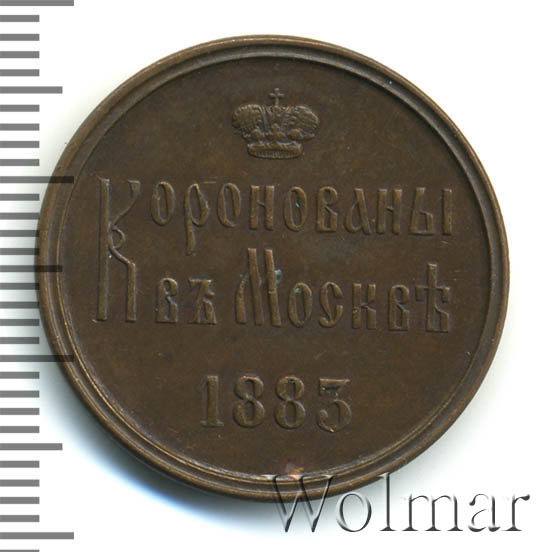 Коронованы
въ Москвѣ
1883
Wolmar